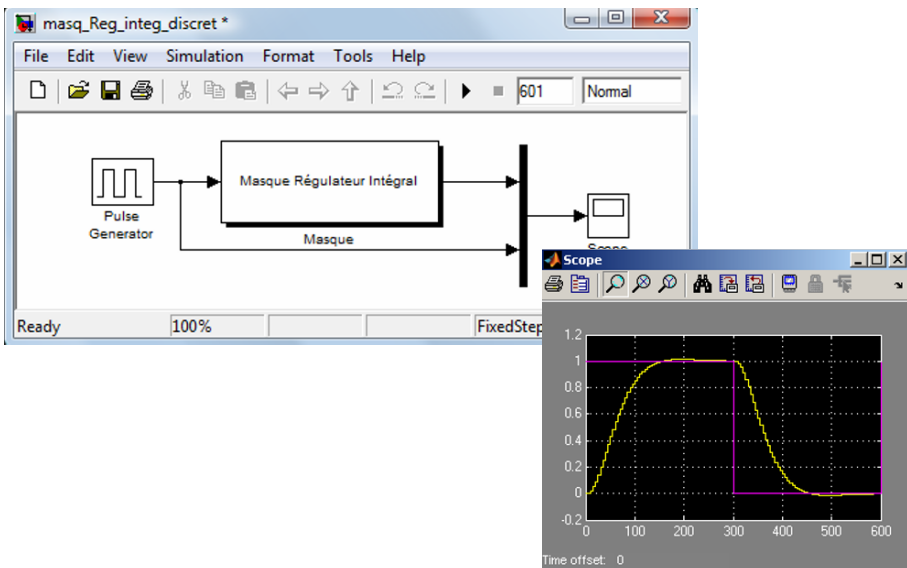 masq_Reg_integ_discret *
File Edit View Simulation Format Tools Help
601 Normal
Masque Régulateur Intégral
Pulse
Generator
Masque
Scope
Ready 100% FixedStep
Scope
1.2
1
0.8
0.6
0.4
0.2
0
-0.2
0 100 200 300 400 500 600
Time offset: 0